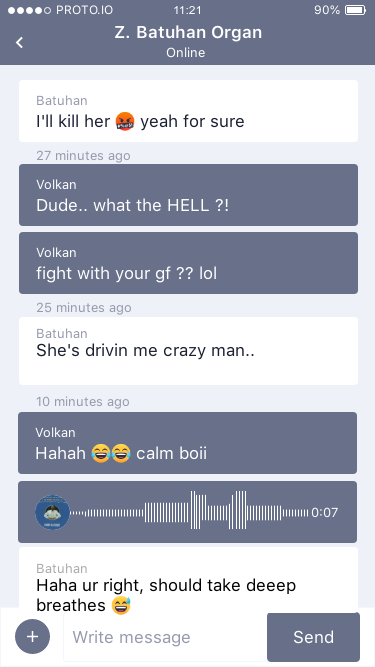 PROTO.IO 11:21 90%
Z. Batuhan Organ
Online
Batuhan
I'll kill her 🤬 yeah for sure
27 minutes ago
Volkan
Dude.. what the HELL ?!
Volkan
fight with your gf ?? lol
25 minutes ago
Batuhan
She's drivin me crazy man..
10 minutes ago
Volkan
Hahah 😂😂 calm boii
0:07
Batuhan
Haha ur right, should take deeep
breathes 😅
+ Write message Send